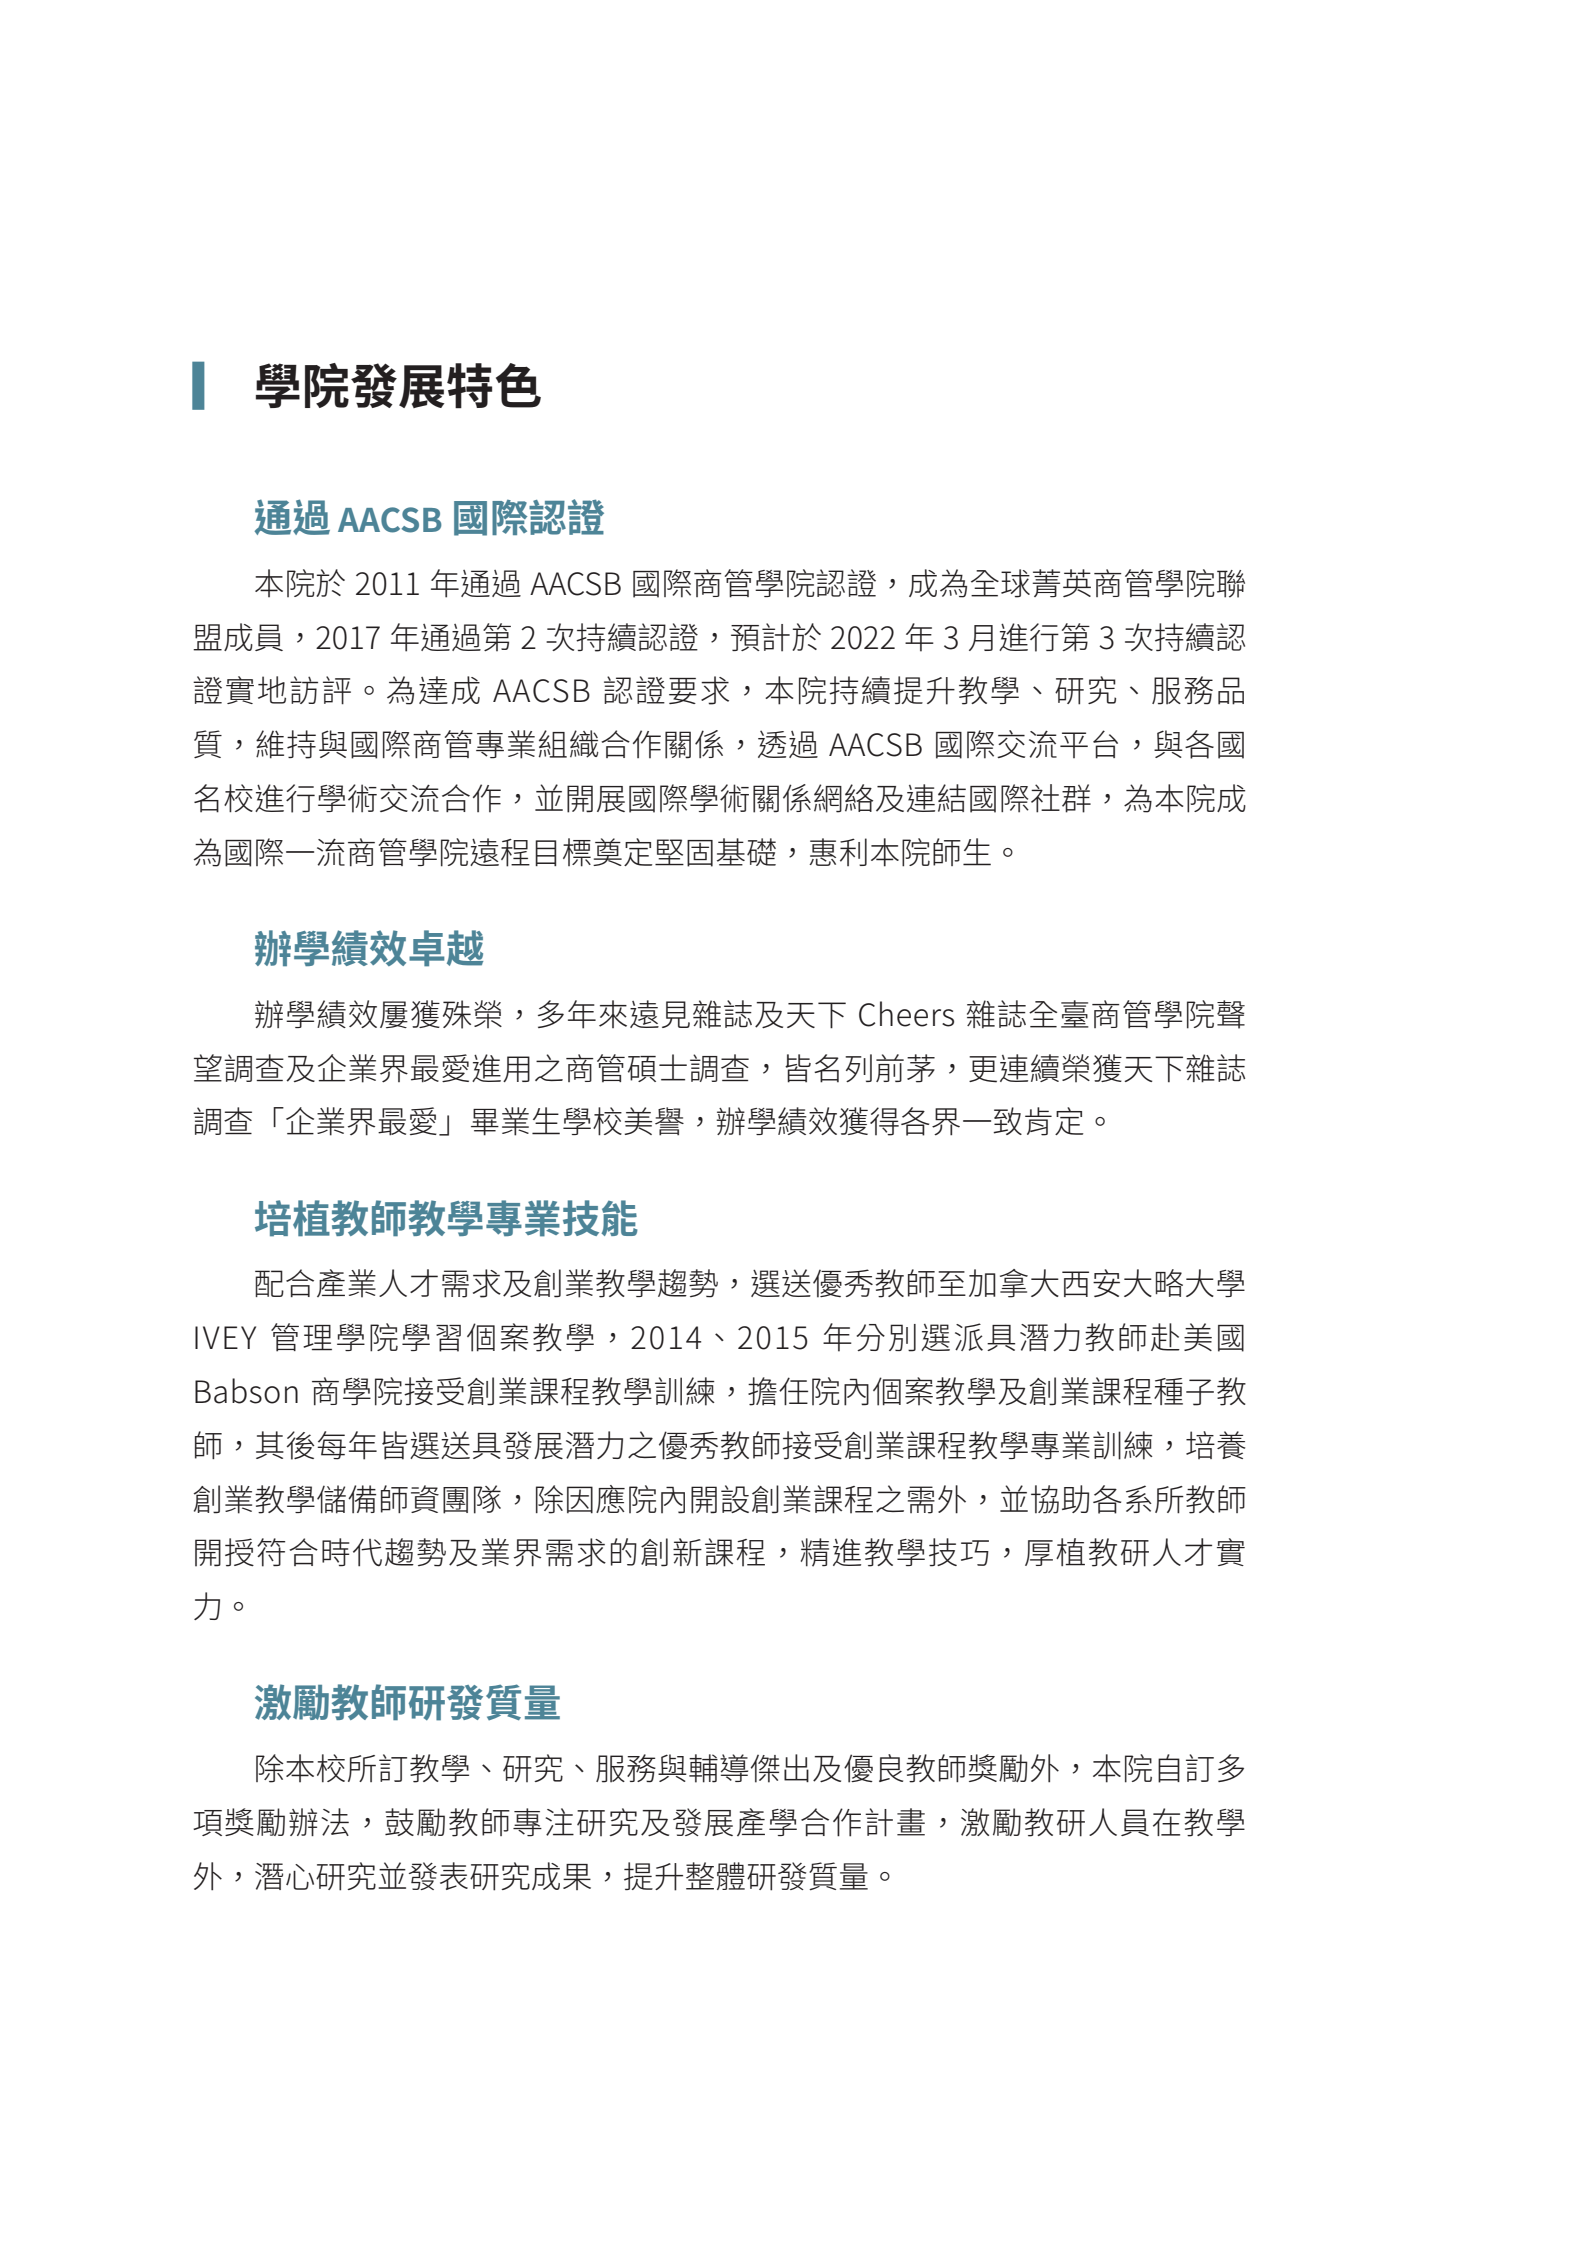 學院發展特色
通過 AACSB 國際認證
本院於 2011 年通過 AACSB 國際商管學院認證，成為全球菁英商管學院聯
盟成員，2017 年通過第 2 次持續認證，預計於 2022 年 3 月進行第 3 次持續認
證實地訪評。為達成 AACSB 認證要求，本院持續提升教學、研究、服務品
質，維持與國際商管專業組織合作關係，透過 AACSB 國際交流平台，與各國
名校進行學術交流合作，並開展國際學術關係網絡及連結國際社群，為本院成
為國際一流商管學院遠程目標奠定堅固基礎，惠利本院師生。
辦學績效卓越
辦學績效屢獲殊榮，多年來遠見雜誌及天下 Cheers 雜誌全臺商管學院聲
望調查及企業界最愛進用之商管碩士調查，皆名列前茅，更連續榮獲天下雜誌
調查「企業界最愛」畢業生學校美譽，辦學績效獲得各界一致肯定。
培植教師教學專業技能
配合產業人才需求及創業教學趨勢，選送優秀教師至加拿大西安大略大學
IVEY 管理學院學習個案教學，2014、2015 年分別選派具潛力教師赴美國
Babson 商學院接受創業課程教學訓練，擔任院內個案教學及創業課程種子教
師，其後每年皆選送具發展潛力之優秀教師接受創業課程教學專業訓練，培養
創業教學儲備師資團隊，除因應院內開設創業課程之需外，並協助各系所教師
開授符合時代趨勢及業界需求的創新課程，精進教學技巧，厚植教研人才實
力。
激勵教師研發質量
除本校所訂教學、研究、服務與輔導傑出及優良教師獎勵外，本院自訂多
項獎勵辦法，鼓勵教師專注研究及發展產學合作計畫，激勵教研人員在教學
外，潛心研究並發表研究成果，提升整體研發質量。